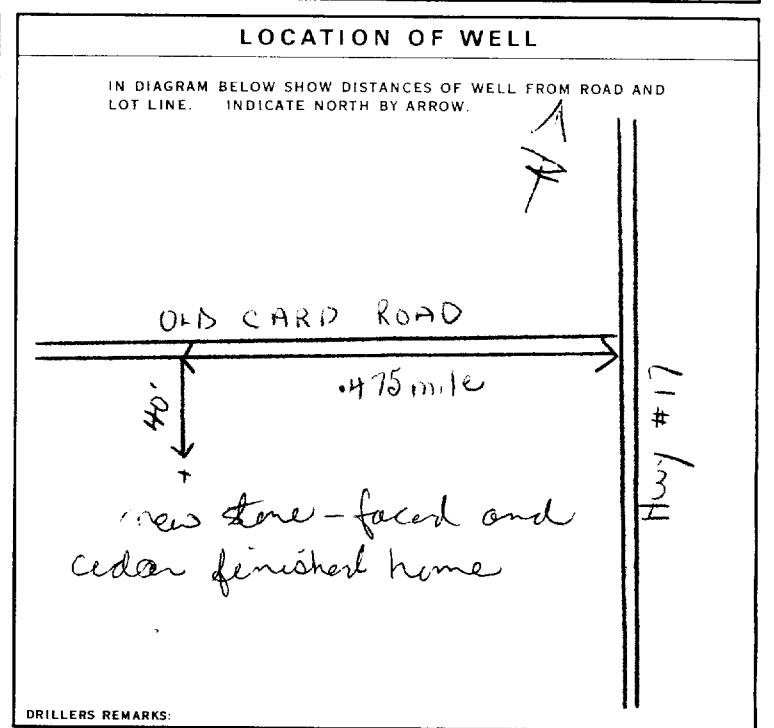 LOCATION OF WELL
IN DIAGRAM BELOW SHOW DISTANCES OF WELL FROM ROAD AND
LOT LINE. INDICATE NORTH BY ARROW.
N
OLD CARD ROAD
.475 mile
40'
Hwy #17
new stone-faced and
cedar finished home
DRILLERS REMARKS: